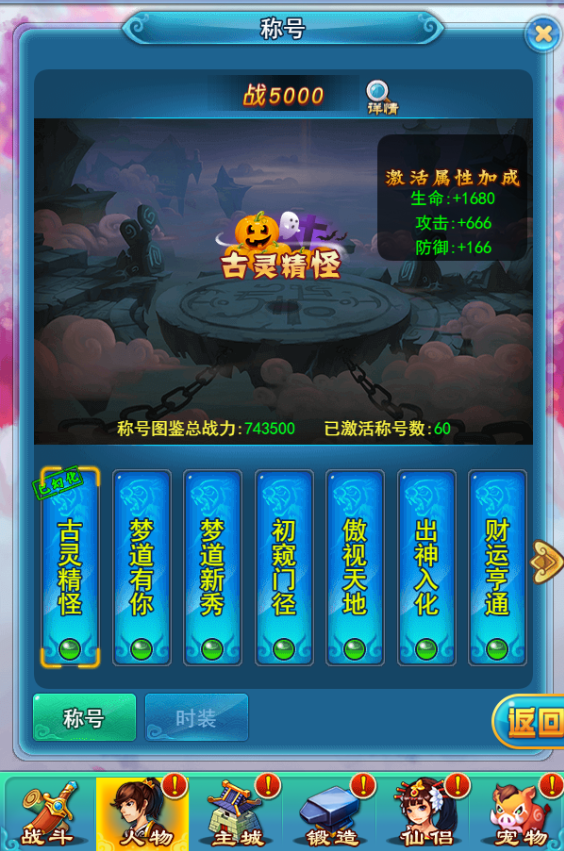 称号
战5000
详情
激活属性加成
生命:+1680
攻击:+666
防御:+166
古灵精怪
称号图鉴总战力:743500 已激活称号数:60
已幻化
古灵精怪
梦道有你
梦道新秀
初窥门径
傲视天地
出神入化
财运亨通
称号
时装
返回
战斗
人物
主城
锻造
仙侣
宠物